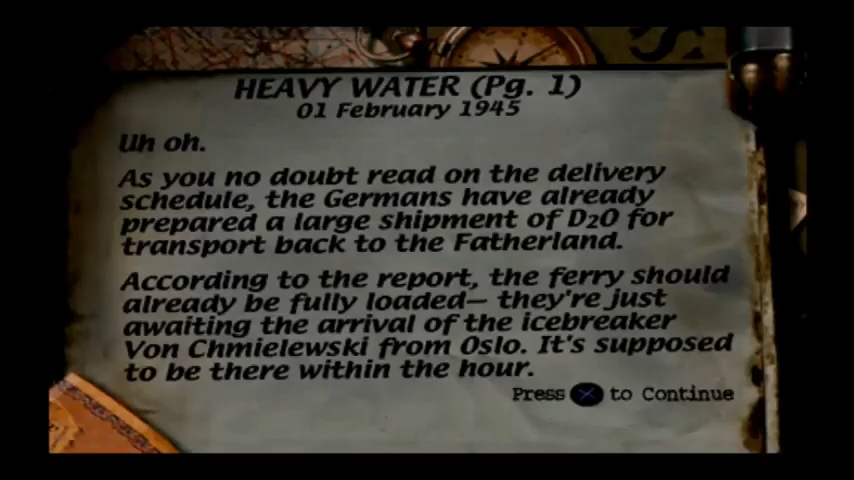 HEAVY WATER (Pg. 1)
01 February 1945
Uh oh.
As you no doubt read on the delivery
schedule, the Germans have already
prepared a large shipment of D2O for
transport back to the Fatherland.
According to the report, the ferry should
already be fully loaded— they're just
awaiting the arrival of the icebreaker
Von Chmielewski from Oslo. It's supposed
to be there within the hour.
Press X to Continue